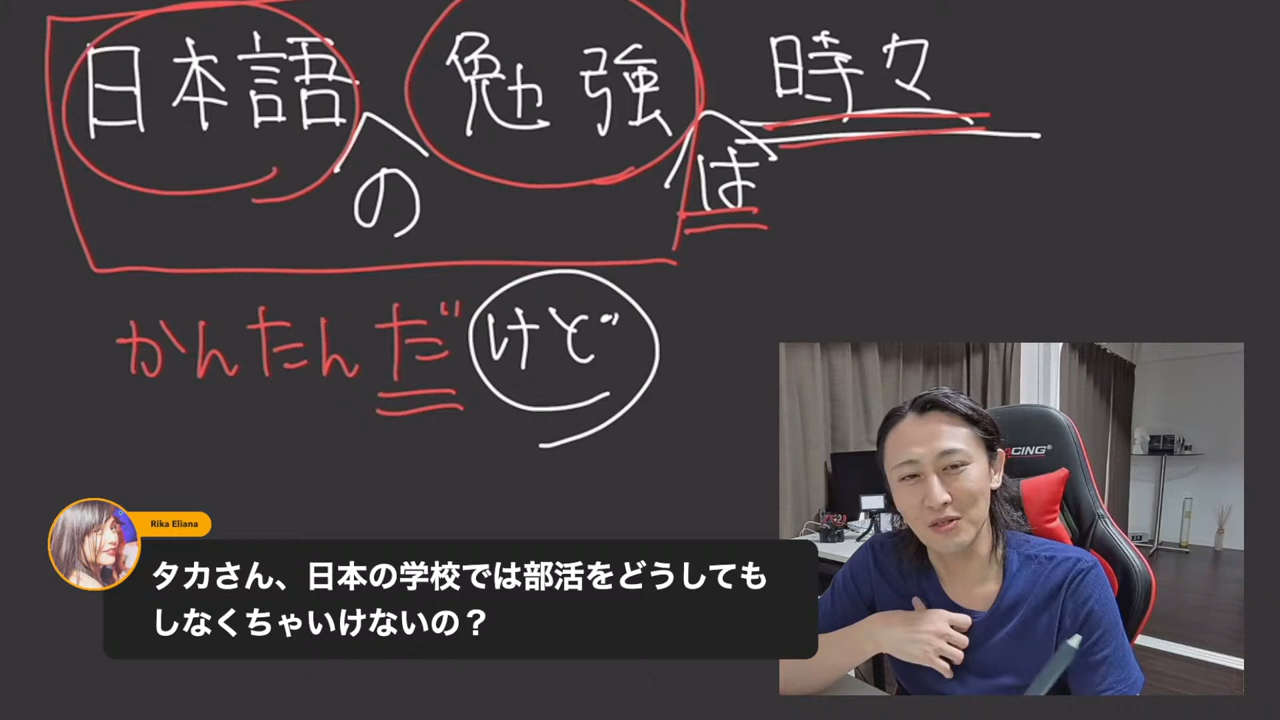 日本語の勉強は時々
かんたんだけど
CING®
Rika Eliana
タカさん、日本の学校では部活をどうしても
しなくちゃいけないの？